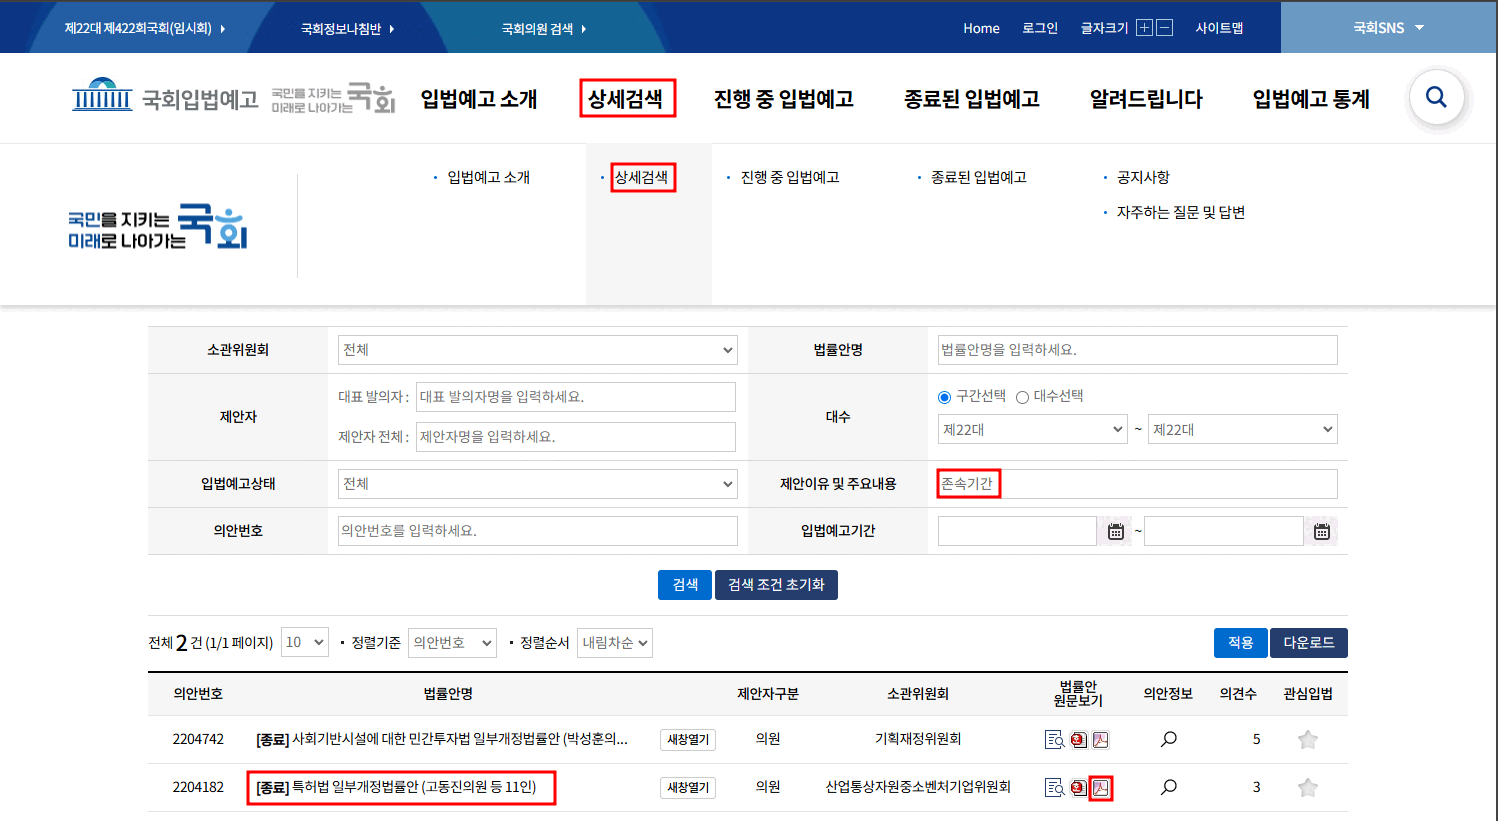 제22대 제422회국회(임시회)
국회정보나침반
국회의원 검색
Home
로그인
글자크기
사이트맵
국회SNS
국회입법예고
국민을 지키는
미래로 나아가는 국회
입법예고 소개
상세검색
진행 중 입법예고
종료된 입법예고
알려드립니다
입법예고 통계
입법예고 소개
상세검색
진행 중 입법예고
종료된 입법예고
공지사항
자주하는 질문 및 답변
국민을 지키는
미래로 나아가는 국회
소관위원회
전체
법률안명
법률안명을 입력하세요.
제안자
대표 발의자 : 대표 발의자명을 입력하세요.
제안자 전체 : 제안자명을 입력하세요.
대수
구간선택 대수선택
제22대 ~ 제22대
입법예고상태
전체
제안이유 및 주요내용
존속기간
의안번호
의안번호를 입력하세요.
입법예고기간
~
검색
검색 조건 초기화
전체 2 건 (1/1 페이지) 10 · 정렬기준 의안번호 · 정렬순서 내림차순
적용
다운로드
의안번호 법률안명 제안자구분 소관위원회 법률안 원문보기 의안정보 의견수 관심입법
2204742 [종료] 사회기반시설에 대한 민간투자법 일부개정법률안 (박성훈의... 새창열기 의원 기획재정위원회 5
2204182 [종료] 특허법 일부개정법률안 (고동진의원 등 11인) 새창열기 의원 산업통상자원중소벤처기업위원회 3